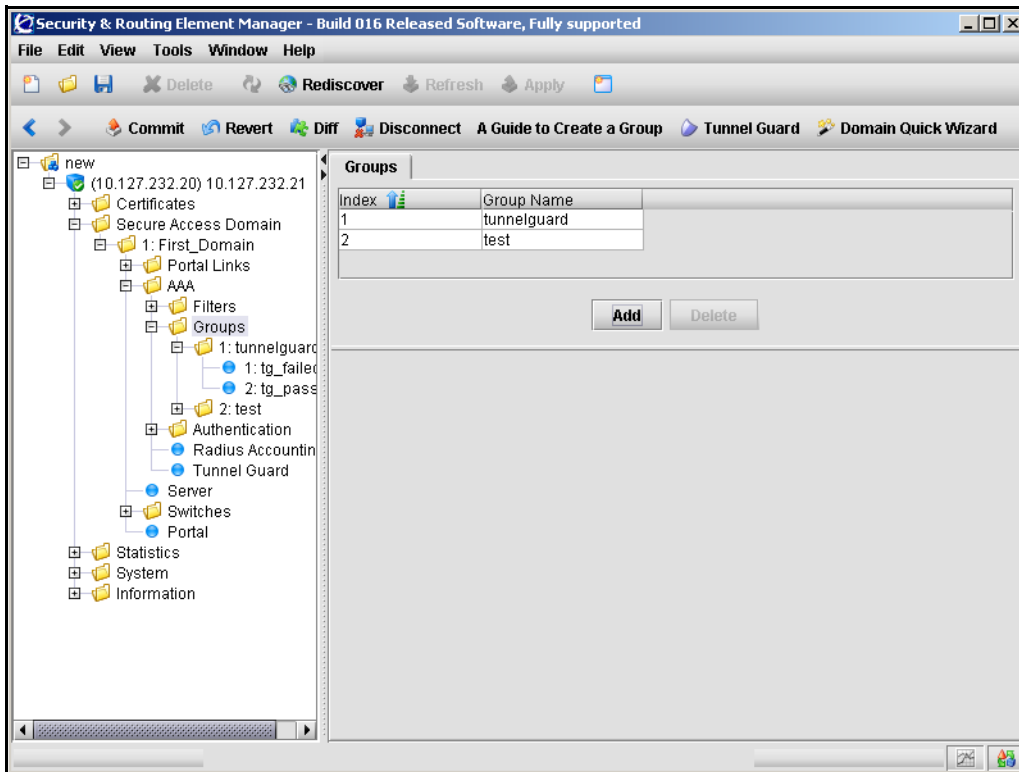 Security & Routing Element Manager - Build 016 Released Software, Fully supported
File Edit View Tools Window Help
Delete Rediscover Refresh Apply
Commit Revert Diff Disconnect A Guide to Create a Group Tunnel Guard Domain Quick Wizard
new
(10.127.232.20) 10.127.232.21
Certificates
Secure Access Domain
1: First_Domain
Portal Links
AAA
Filters
Groups
1: tunnelguard
1: tg_failed
2: tg_pass
2: test
Authentication
Radius Accountin
Tunnel Guard
Server
Switches
Portal
Statistics
System
Information
Groups
Index Group Name
1 tunnelguard
2 test
Add Delete